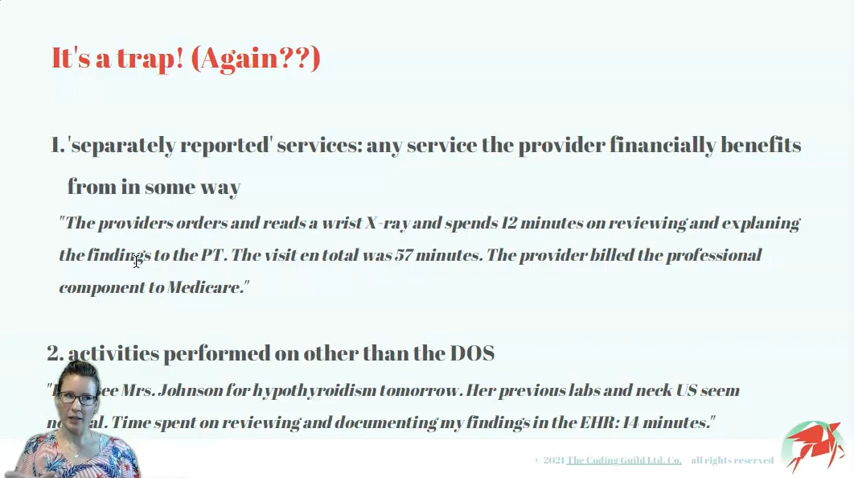 It's a trap! (Again??)
1. 'separately reported' services: any service the provider financially benefits
from in some way
"The providers orders and reads a wrist X-ray and spends 12 minutes on reviewing and explaning
the findings to the PT. The visit en total was 57 minutes. The provider billed the professional
component to Medicare."
2. activities performed on other than the DOS
see Mrs. Johnson for hypothyroidism tomorrow. Her previous labs and neck US seem
Time spent on reviewing and documenting my findings in the EHR: 14 minutes."
© 2021 The Coding Guild Ltd. Co. all rights reserved